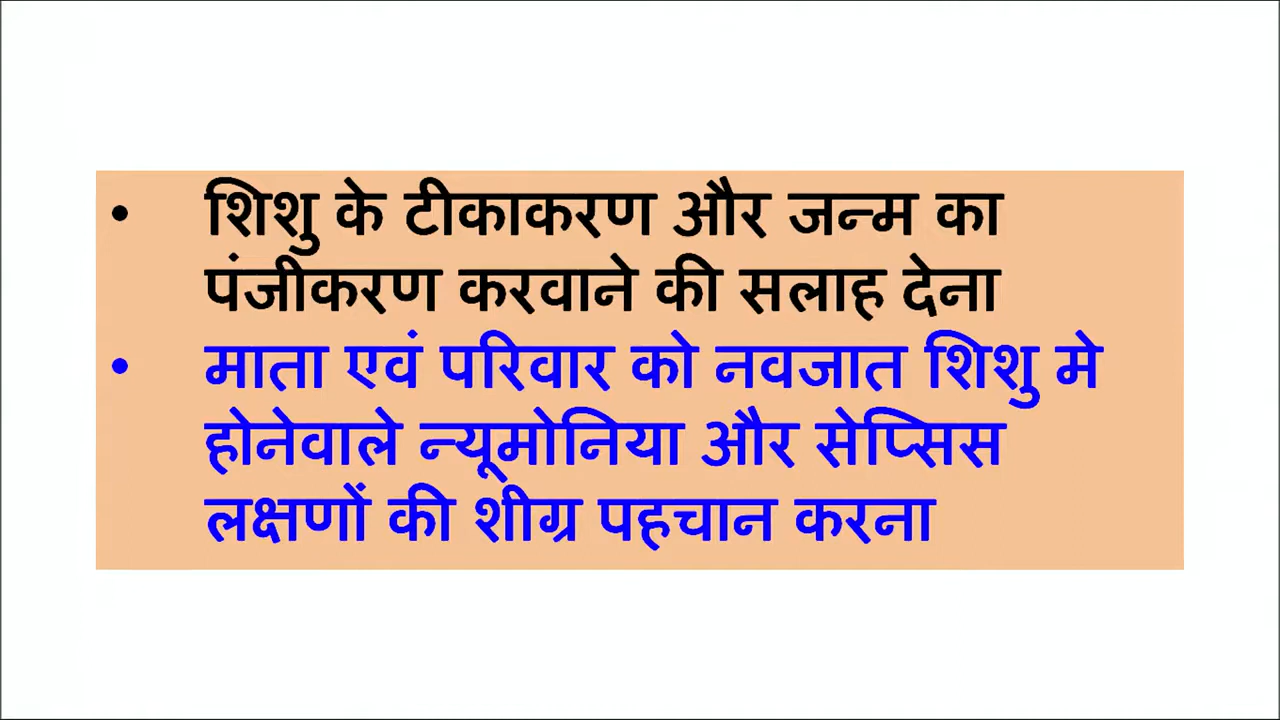 • शिशु के टीकाकरण और जन्म का
पंजीकरण करवाने की सलाह देना
• माता एवं परिवार को नवजात शिशु मे
होनेवाले न्यूमोनिया और सेप्सिस
लक्षणों की शीग्र पहचान करना